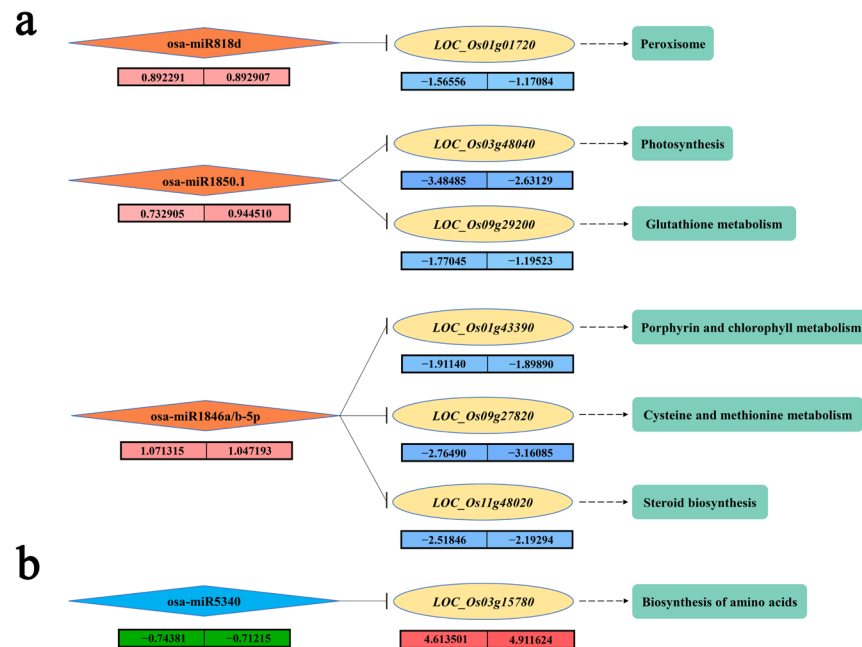 a
osa-miR818d
LOC_Os01g01720
Peroxisome
0.892291 0.892907
−1.56556 −1.17084
LOC_Os03g48040
Photosynthesis
osa-miR1850.1
−3.48485 −2.63129
0.732905 0.944510
LOC_Os09g29200
Glutathione metabolism
−1.77045 −1.19523
LOC_Os01g43390
Porphyrin and chlorophyll metabolism
−1.91140 −1.89890
osa-miR1846a/b-5p
LOC_Os09g27820
Cysteine and methionine metabolism
1.071315 1.047193
−2.76490 −3.16085
LOC_Os11g48020
Steroid biosynthesis
−2.51846 −2.19294
b
osa-miR5340
LOC_Os03g15780
Biosynthesis of amino acids
−0.74381 −0.71215
4.613501 4.911624